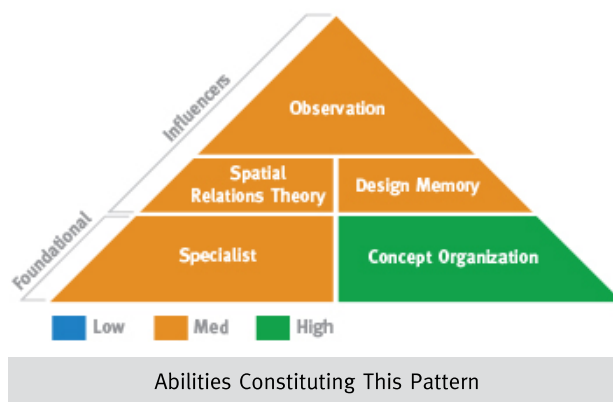 Influencers
Observation
Spatial
Relations Theory
Design Memory
Foundational
Specialist
Concept Organization
Low
Med
High
Abilities Constituting This Pattern